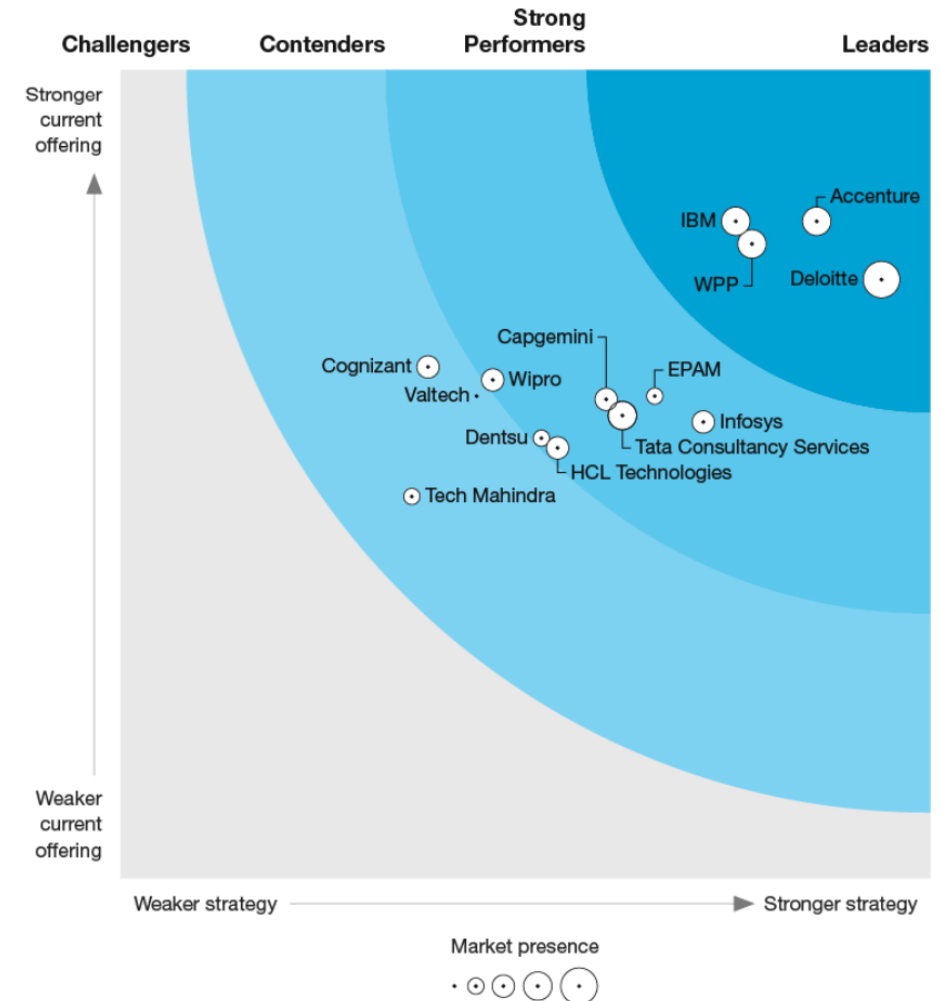 Strong
Challengers Contenders Performers Leaders
Stronger
current
offering
Accenture
IBM
WPP
Deloitte
Capgemini
Cognizant
Wipro
EPAM
Valtech
Infosys
Dentsu
Tata Consultancy Services
HCL Technologies
Tech Mahindra
Weaker
current
offering
Weaker strategy
Stronger strategy
Market presence